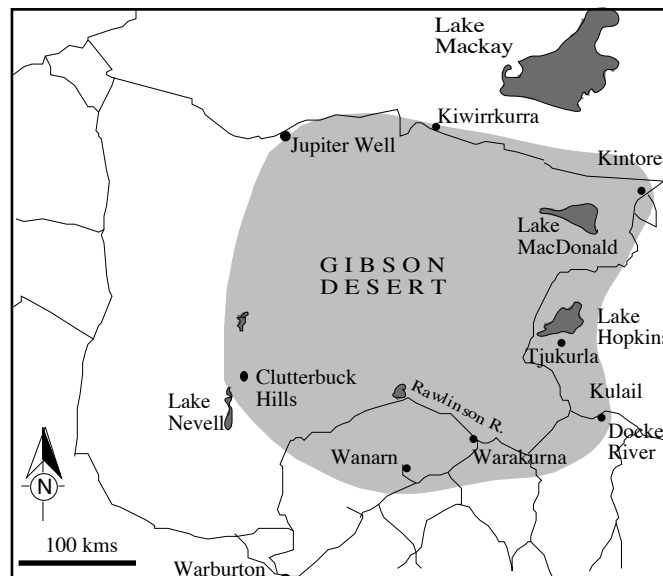 Lake
Mackay
Kiwirrkurra
Jupiter Well
Kintore
Lake
MacDonald
GIBSON
DESERT
Lake
Hopkins
Tjukurla
Clutterbuck
Hills
Lake
Nevell
Rawlinson R.
Kulail
Docke
River
Wanarn
Warakurna
N
100 kms
Warburton